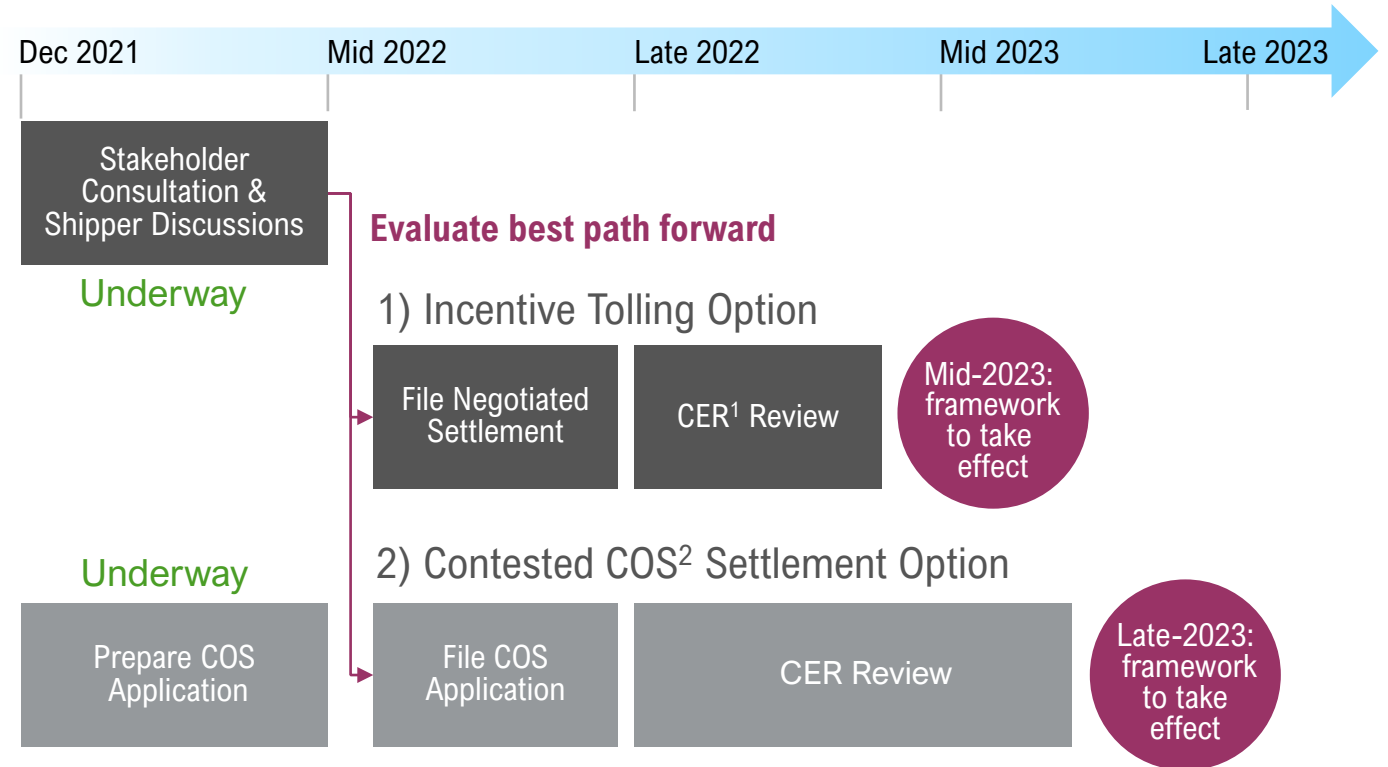 Dec 2021 Mid 2022 Late 2022 Mid 2023 Late 2023
Stakeholder
Consultation &
Shipper Discussions
Underway
Evaluate best path forward
1) Incentive Tolling Option
File Negotiated
Settlement
CER¹ Review
Mid-2023:
framework
to take
effect
2) Contested COS² Settlement Option
Underway
Prepare COS
Application
File COS
Application
CER Review
Late-2023:
framework
to take
effect